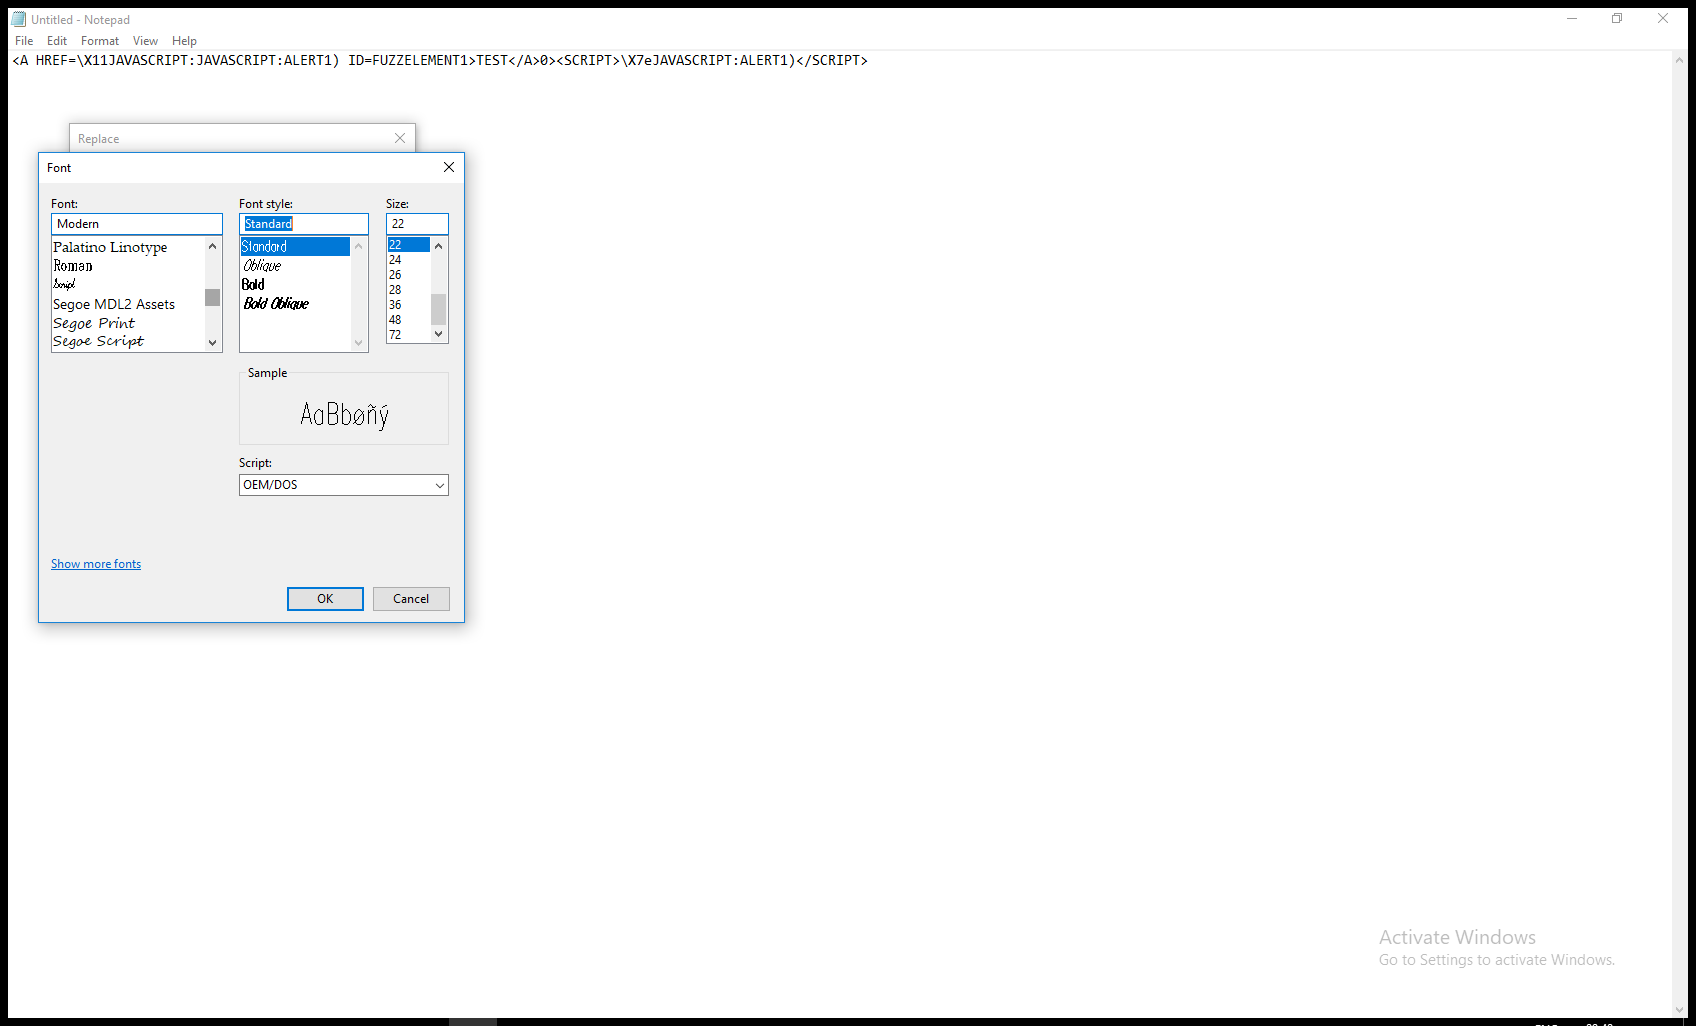 Untitled - Notepad
File Edit Format View Help
<A HREF=\X11JAVASCRIPT:JAVASCRIPT:ALERT1) ID=FUZZELEMENT1>TEST</A>0><SCRIPT>\X7eJAVASCRIPT:ALERT1)</SCRIPT>
Replace
Font
Font: Font style: Size:
Modern Standard 22
Palatino Linotype Standard 22
Roman Oblique 24
Script Bold 26
Segoe MDL2 Assets Bold Oblique 28
Segoe Print 36
Segoe Script 48
72
Sample
AaBbøñý
Script:
OEM/DOS
Show more fonts
OK Cancel
Activate Windows
Go to Settings to activate Windows.